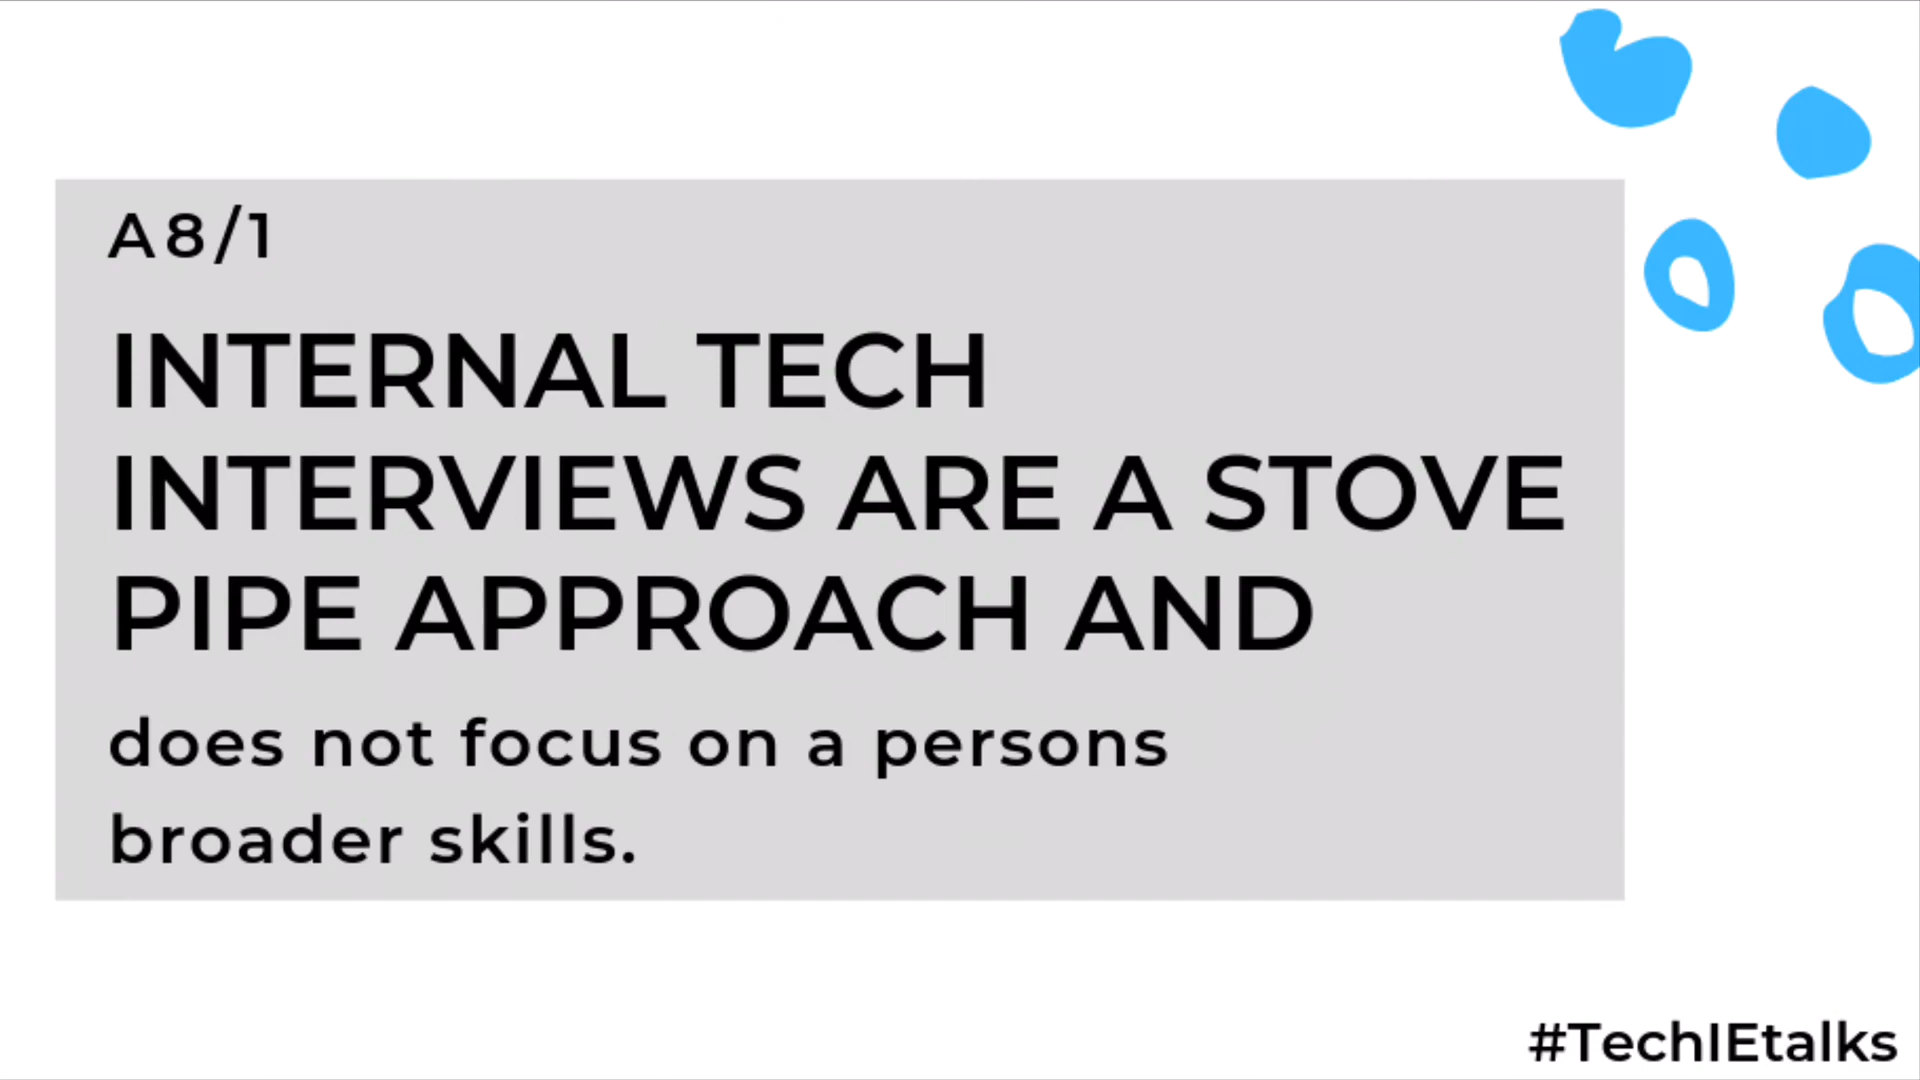 A8/1
INTERNAL TECH
INTERVIEWS ARE A STOVE
PIPE APPROACH AND
does not focus on a persons
broader skills.
#TechIEtalks